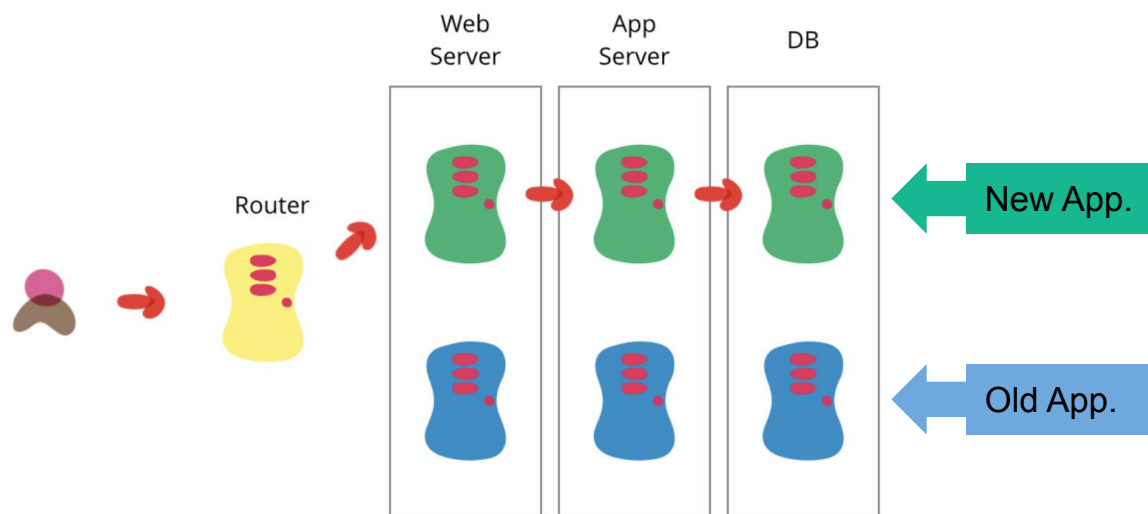 Web
Server
App
Server
DB
Router
New App.
Old App.